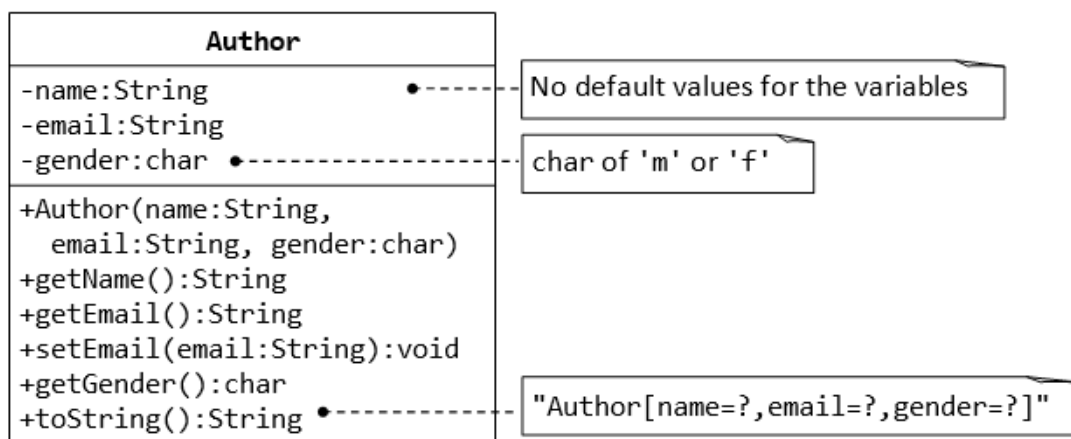 Author
-name:String
-email:String
-gender:char
+Author(name:String,
email:String, gender:char)
+getName():String
+getEmail():String
+setEmail(email:String):void
+getGender():char
+toString():String
No default values for the variables
char of 'm' or 'f'
"Author[name=?,email=?,gender=?]"